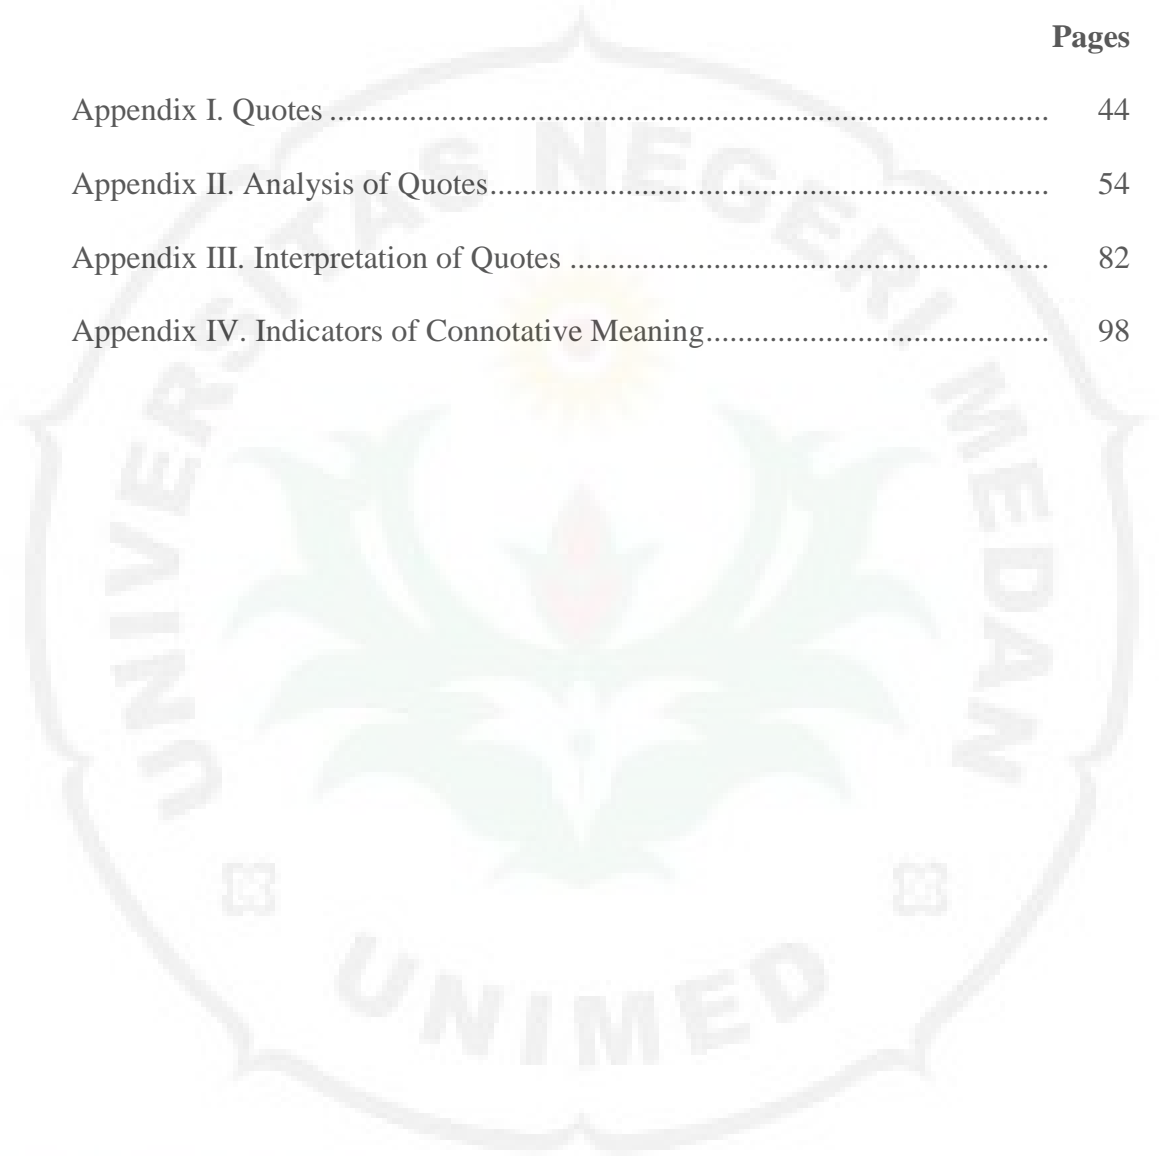 Pages
Appendix I. Quotes .......................................................................................... 44
Appendix II. Analysis of Quotes...................................................................... 54
Appendix III. Interpretation of Quotes ............................................................ 82
Appendix IV. Indicators of Connotative Meaning........................................... 98
UNIVERSITAS NEGERI MEDAN
UNIMED